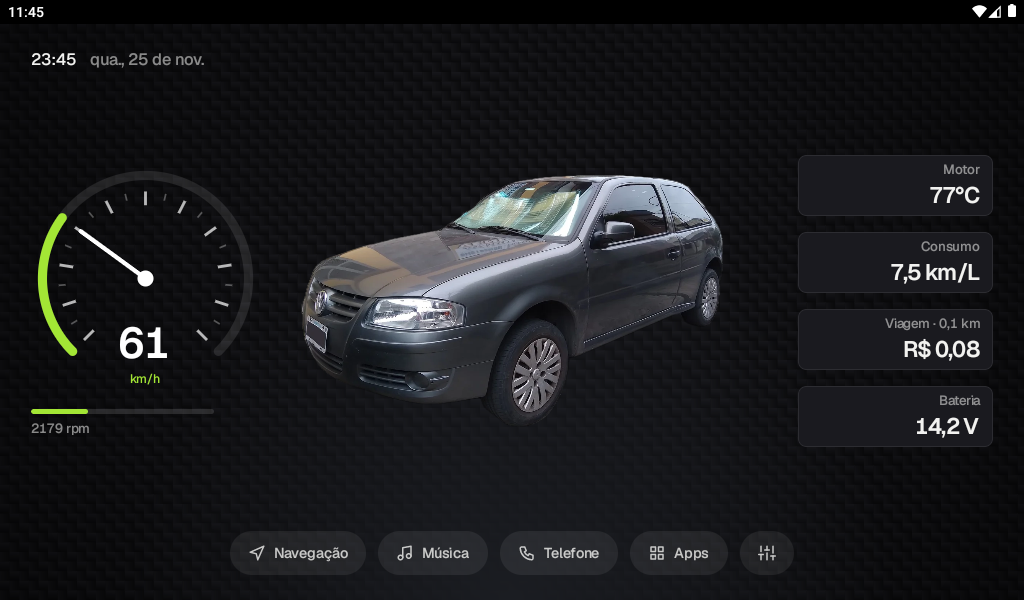 11:45
23:45 qua., 25 de nov.
61
km/h
2179 rpm
Motor
77°C
Consumo
7,5 km/L
Viagem · 0,1 km
R$ 0,08
Bateria
14,2 V
Navegação
Música
Telefone
Apps